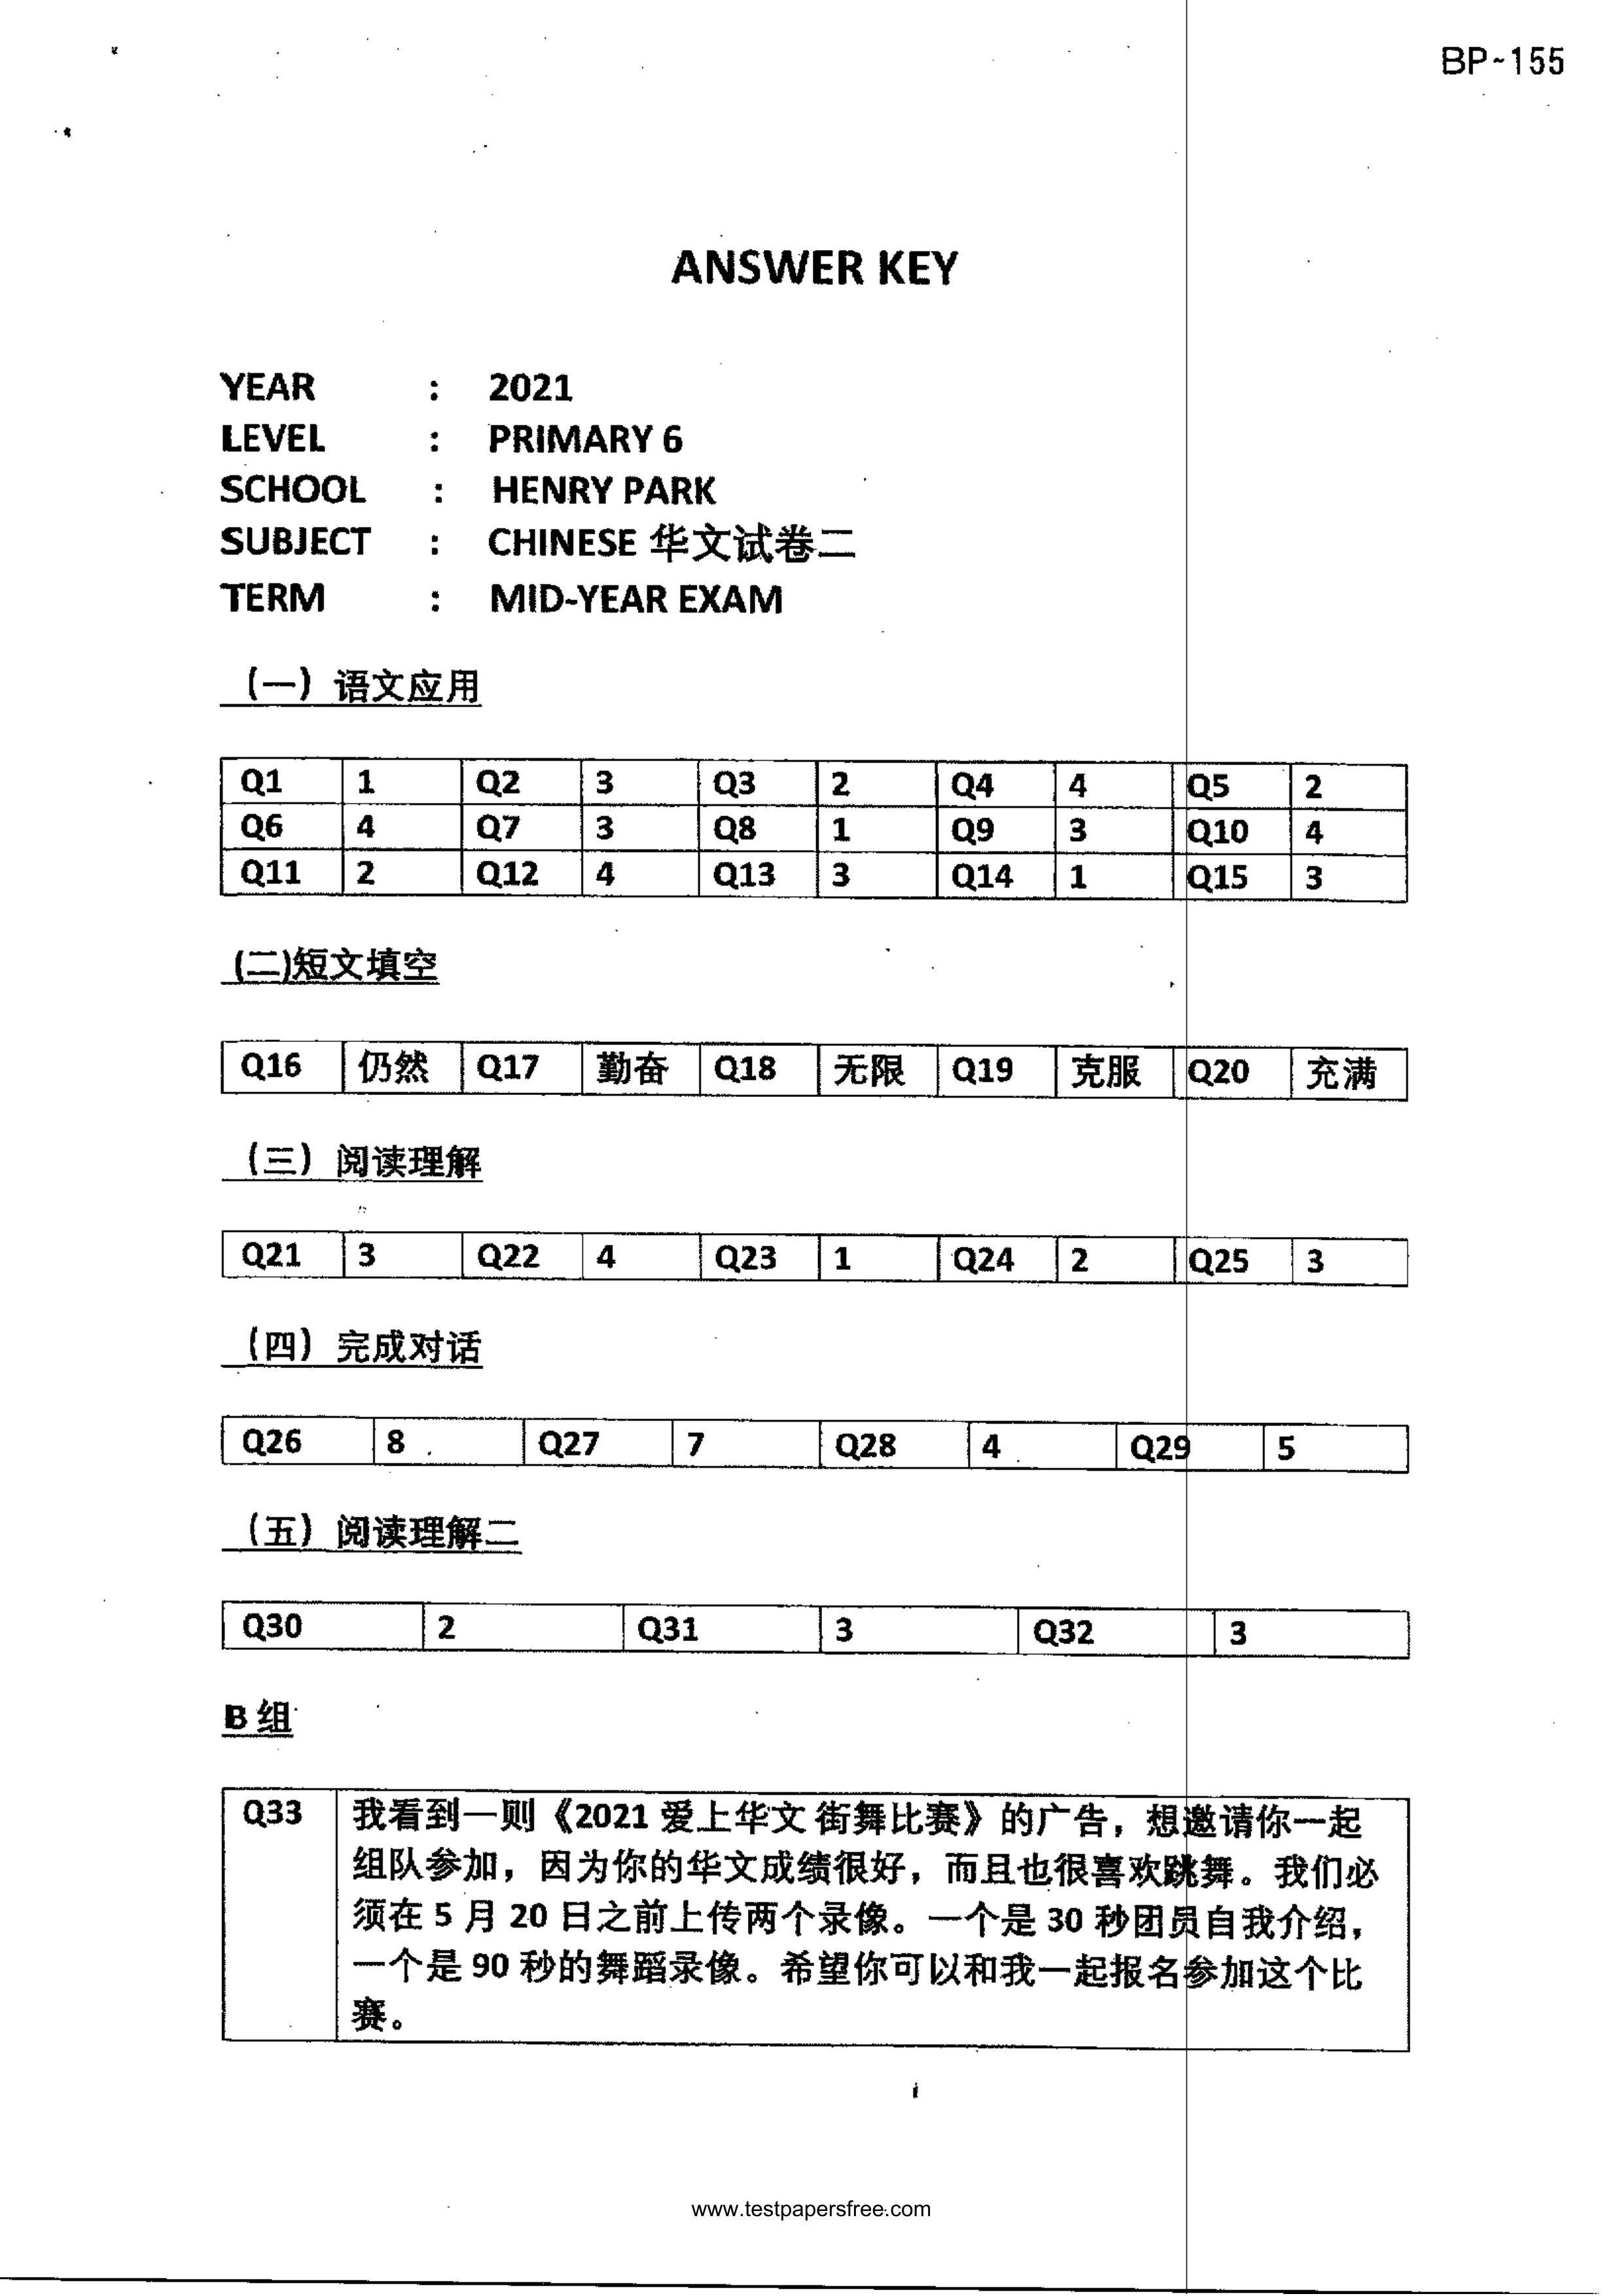 BP~155
ANSWER KEY
YEAR : 2021
LEVEL : PRIMARY 6
SCHOOL : HENRY PARK
SUBJECT : CHINESE 华文试卷二
TERM : MID-YEAR EXAM
(一) 语文应用
Q1 1 Q2 3 Q3 2 Q4 4 Q5 2
Q6 4 Q7 3 Q8 1 Q9 3 Q10 4
Q11 2 Q12 4 Q13 3 Q14 1 Q15 3
(二)短文填空
Q16 仍然 Q17 勤奋 Q18 无限 Q19 克服 Q20 充满
(三) 阅读理解
Q21 3 Q22 4 Q23 1 Q24 2 Q25 3
(四) 完成对话
Q26 8 Q27 7 Q28 4 Q29 5
(五) 阅读理解二
Q30 2 Q31 3 Q32 3
B 组
Q33 我看到一则《2021 爱上华文 街舞比赛》的广告，想邀请你一起
组队参加，因为你的华文成绩很好，而且也很喜欢跳舞。我们必
须在 5 月 20 日之前上传两个录像。一个是 30 秒团员自我介绍，
一个是 90 秒的舞蹈录像。希望你可以和我一起报名参加这个比
赛。
www.testpapersfree.com